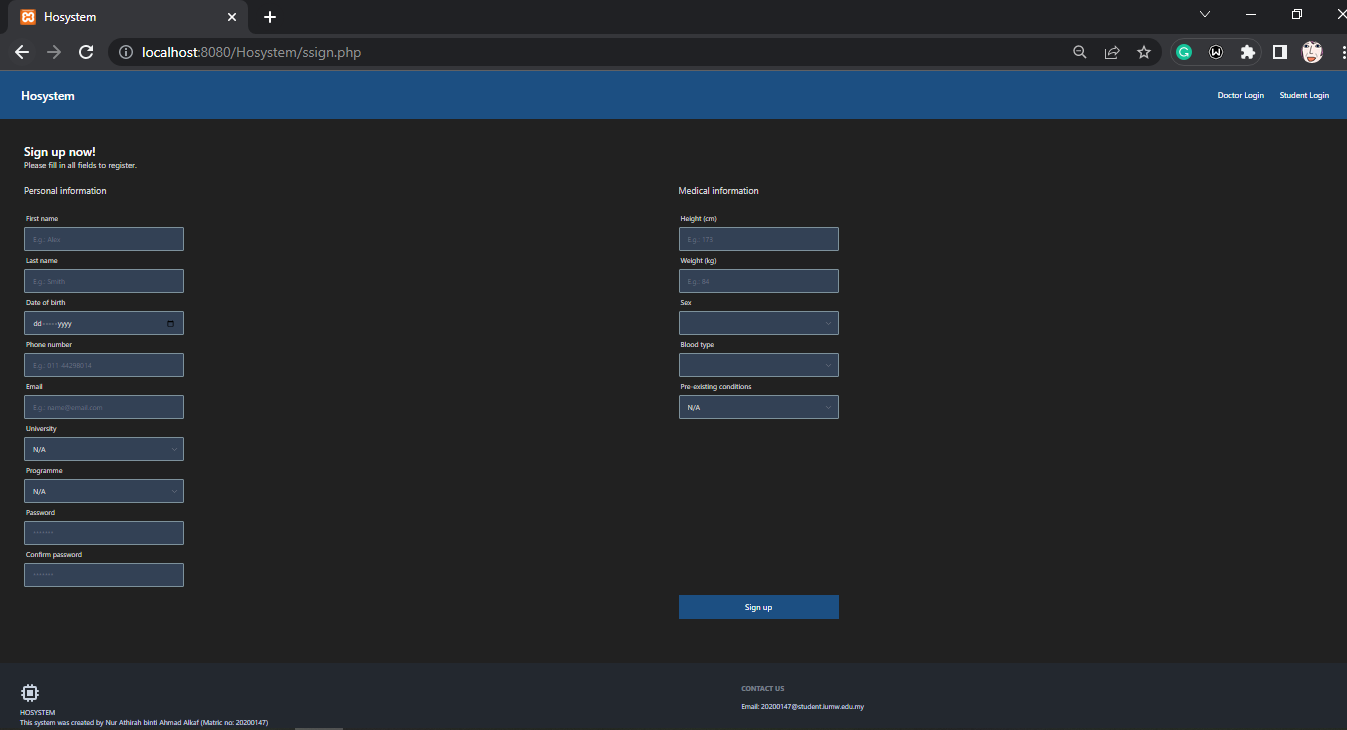 Hosystem
localhost:8080/Hosystem/ssign.php
Hosystem
Doctor Login
Student Login
Sign up now!
Please fill in all fields to register.
Personal information
First name
E.g.: Alex
Last name
E.g.: Smith
Date of birth
dd-----yyyy
Phone number
E.g.: 011-44298014
Email
E.g.: name@email.com
University
N/A
Programme
N/A
Password
*******
Confirm password
*******
Medical information
Height (cm)
E.g.: 173
Weight (kg)
E.g.: 84
Sex
Blood type
Pre-existing conditions
N/A
Sign up
HOSYSTEM
This system was created by Nur Athirah binti Ahmad Alkaf (Matric no: 20200147)
CONTACT US
Email: 20200147@student.iumw.edu.my